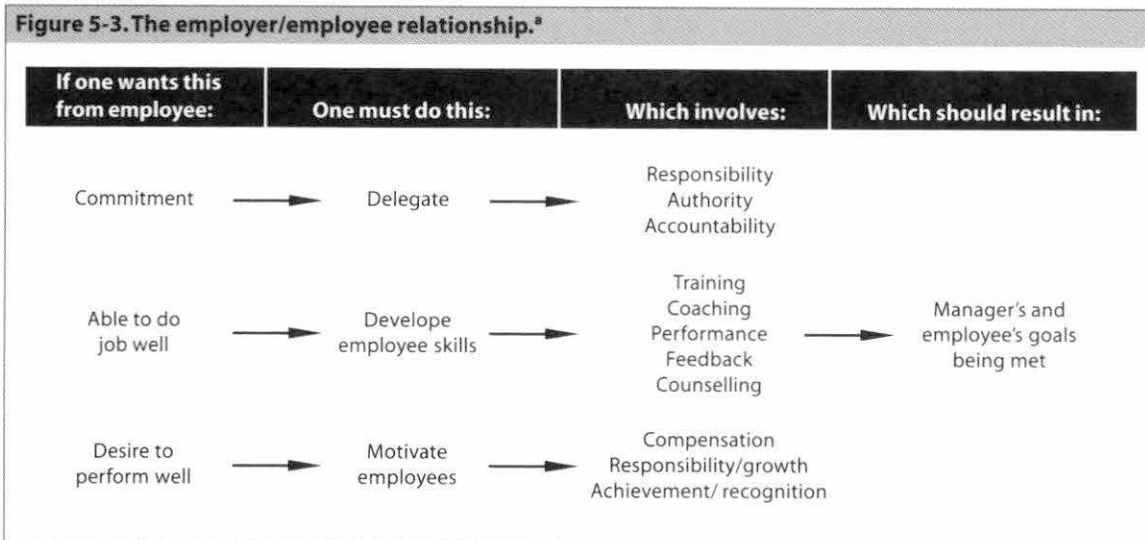 Figure 5-3. The employer/employee relationship.ª
If one wants this
from employee:
One must do this:
Which involves:
Which should result in:
Commitment
Delegate
Responsibility
Authority
Accountability
Able to do
job well
Develope
employee skills
Training
Coaching
Performance
Feedback
Counselling
Manager's and
employee's goals
being met
Desire to
perform well
Motivate
employees
Compensation
Responsibility/growth
Achievement/ recognition